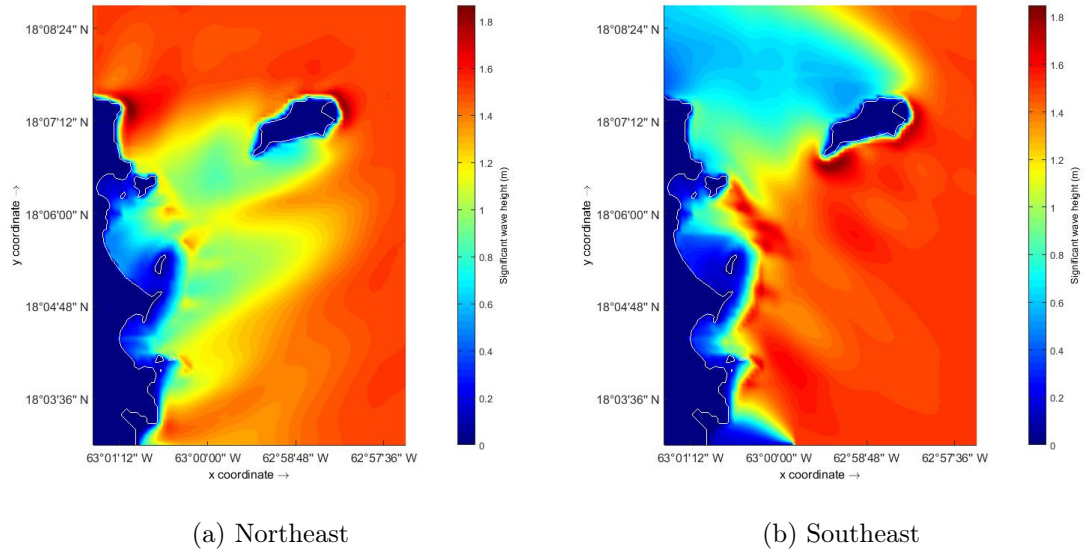 18°08'24" N
18°07'12" N
18°06'00" N
18°04'48" N
18°03'36" N
y coordinate →
63°01'12" W 63°00'00" W 62°58'48" W 62°57'36" W
x coordinate →
1.8
1.6
1.4
1.2
1
0.8
0.6
0.4
0.2
0
Significant wave height (m)
(a) Northeast
18°08'24" N
18°07'12" N
18°06'00" N
18°04'48" N
18°03'36" N
y coordinate →
63°01'12" W 63°00'00" W 62°58'48" W 62°57'36" W
x coordinate →
1.8
1.6
1.4
1.2
1
0.8
0.6
0.4
0.2
0
Significant wave height (m)
(b) Southeast